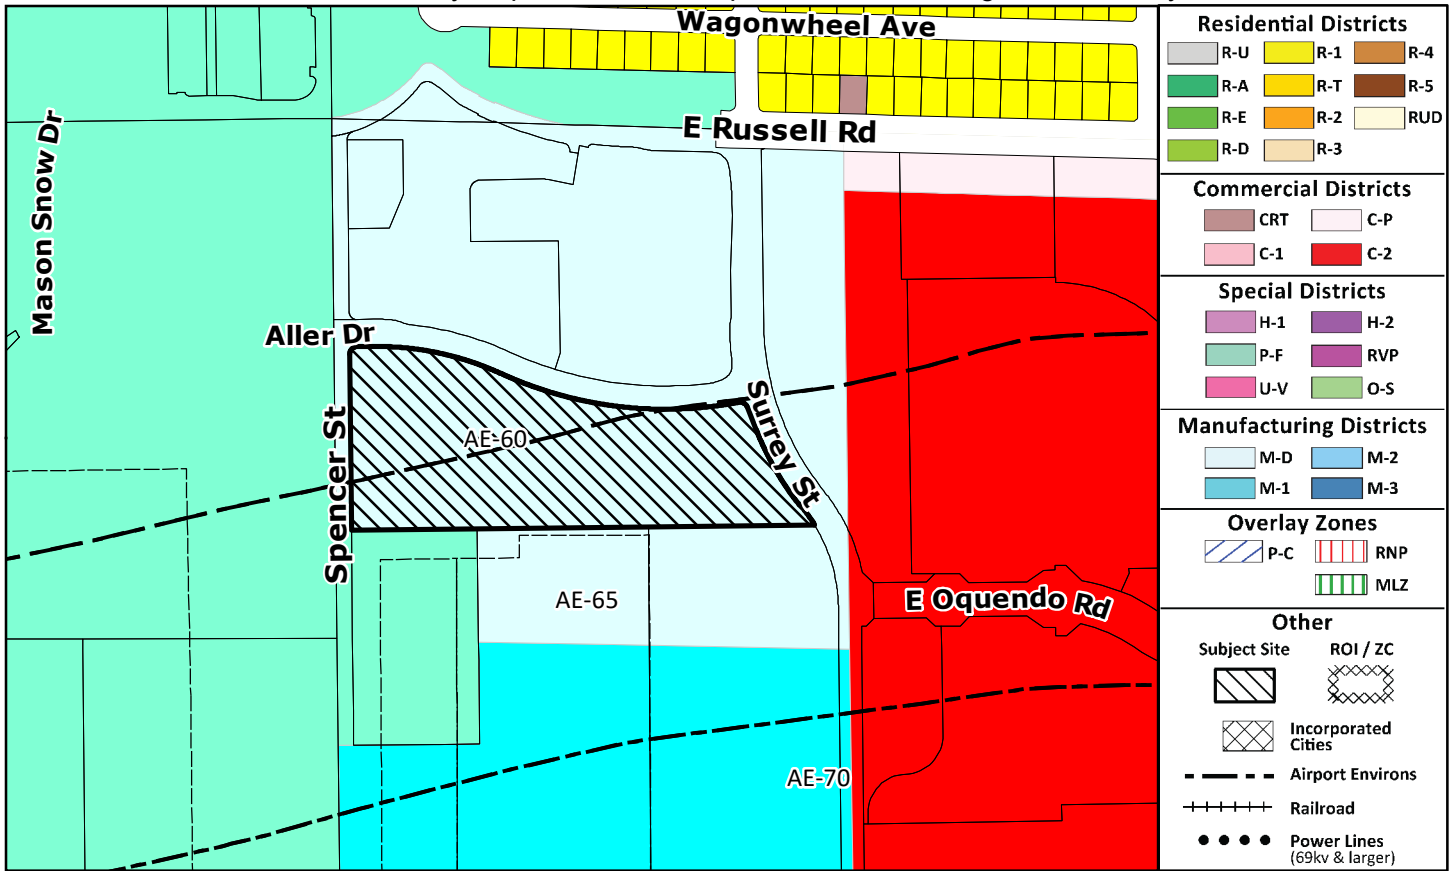 Wagonwheel Ave
E Russell Rd
Mason Snow Dr
Aller Dr
Spencer St
Surrey St
AE-60
AE-65
E Oquendo Rd
AE-70
Residential Districts
R-U R-1 R-4
R-A R-T R-5
R-E R-2 RUD
R-D R-3
Commercial Districts
CRT C-P
C-1 C-2
Special Districts
H-1 H-2
P-F RVP
U-V O-S
Manufacturing Districts
M-D M-2
M-1 M-3
Overlay Zones
P-C RNP
MLZ
Other
Subject Site ROI / ZC
Incorporated
Cities
Airport Environs
Railroad
Power Lines
(69kv & larger)